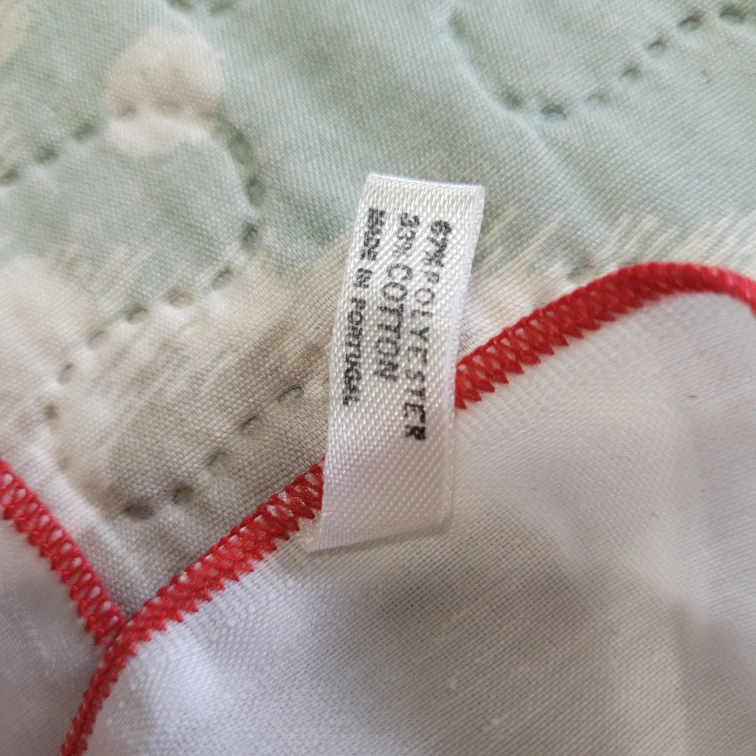 67% POLYESTER
33% COTTON
MADE IN PORTUGAL